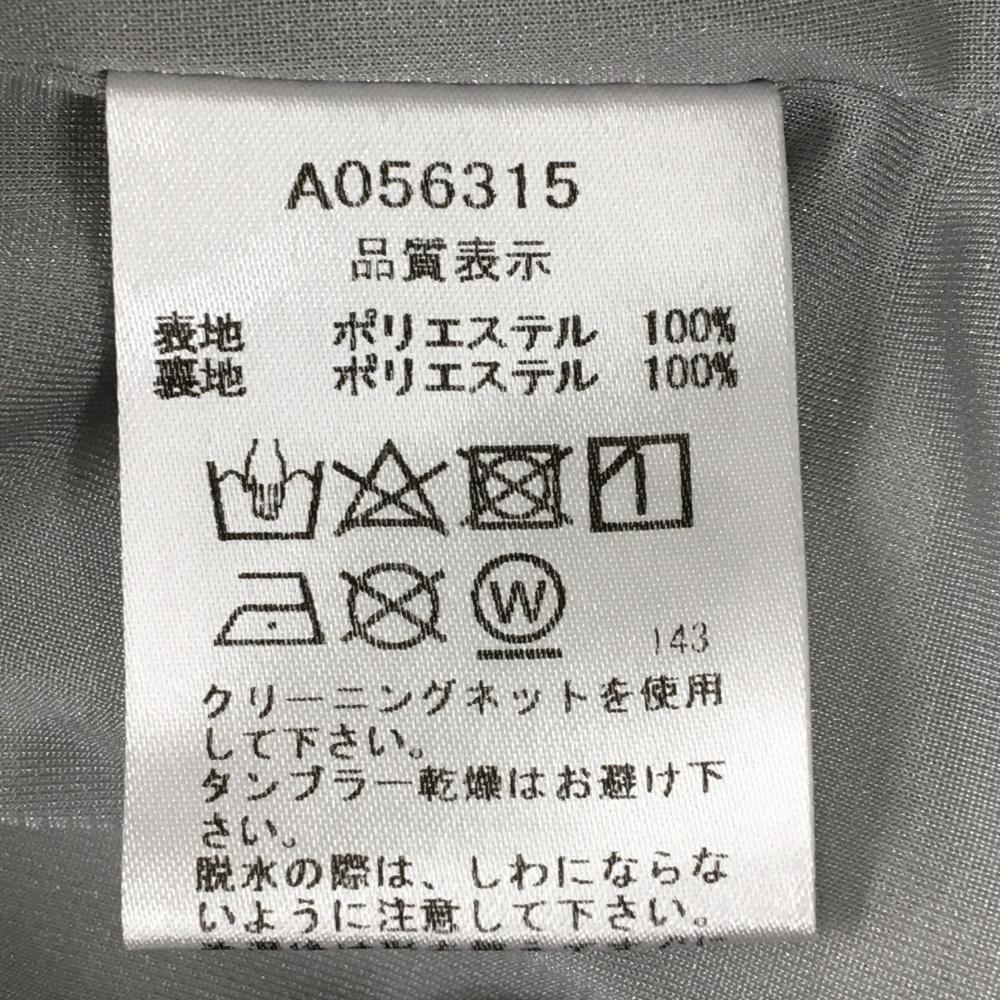 A056315
品質表示
表地 ポリエステル 100%
裏地 ポリエステル 100%
W
143
クリーニングネットを使用
して下さい。
タンブラー乾燥はお避け下
さい。
脱水の際は、しわにならな
いように注意して下さい。